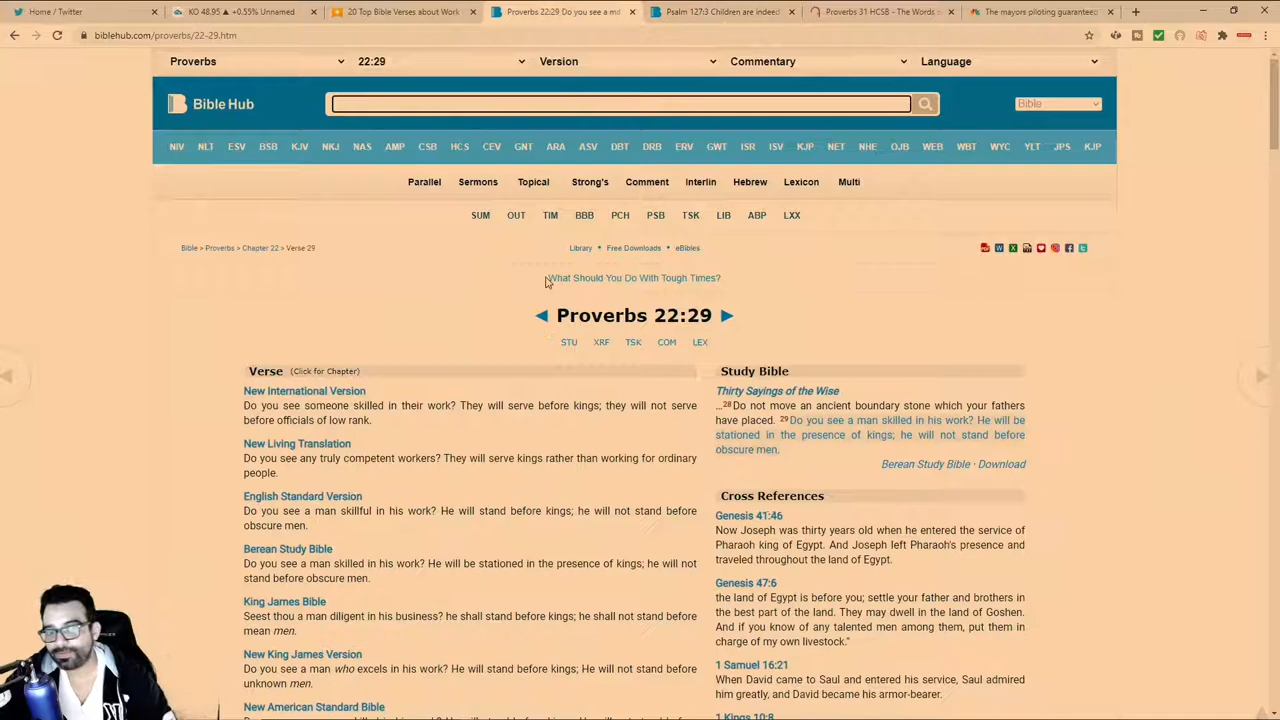 Home / Twitter
KO 48.95 ▲ +0.55% Unnamed
20 Top Bible Verses about Work
Proverbs 22:29 Do you see a m
Psalm 127:3 Children are indeed
Proverbs 31 HCSB - The Words
The mayors piloting guaranteed
biblehub.com/proverbs/22-29.htm
Proverbs
22:29
Version
Commentary
Language
Bible Hub
Bible
NIV NLT ESV BSB KJV NKJ NAS AMP CSB HCS CEV GNT ARA ASV DBT DRB ERV GWT ISR ISV KJP NET NHE OJB WEB WBT WYC YLT JPS KJP
Parallel Sermons Topical Strong's Comment Interlin Hebrew Lexicon Multi
SUM OUT TIM BBB PCH PSB TSK LIB ABP LXX
Bible > Proverbs > Chapter 22 > Verse 29
Library • Free Downloads • eBibles
What Should You Do With Tough Times?
◄ Proverbs 22:29 ►
STU XRF TSK COM LEX
Verse (Click for Chapter)
New International Version
Do you see someone skilled in their work? They will serve before kings; they will not serve
before officials of low rank.
New Living Translation
Do you see any truly competent workers? They will serve kings rather than working for ordinary
people.
English Standard Version
Do you see a man skillful in his work? He will stand before kings; he will not stand before
obscure men.
Berean Study Bible
Do you see a man skilled in his work? He will be stationed in the presence of kings; he will not
stand before obscure men.
King James Bible
Seest thou a man diligent in his business? he shall stand before kings; he shall not stand before
mean men.
New King James Version
Do you see a man who excels in his work? He will stand before kings; He will not stand before
unknown men.
New American Standard Bible
Study Bible
Thirty Sayings of the Wise
…28Do not move an ancient boundary stone which your fathers
have placed. 29Do you see a man skilled in his work? He will be
stationed in the presence of kings; he will not stand before
obscure men.
Berean Study Bible · Download
Cross References
Genesis 41:46
Now Joseph was thirty years old when he entered the service of
Pharaoh king of Egypt. And Joseph left Pharaoh's presence and
traveled throughout the land of Egypt.
Genesis 47:6
the land of Egypt is before you; settle your father and brothers in
the best part of the land. They may dwell in the land of Goshen.
And if you know of any talented men among them, put them in
charge of my own livestock."
1 Samuel 16:21
When David came to Saul and entered his service, Saul admired
him greatly, and David became his armor-bearer.
1 Kings 10:8